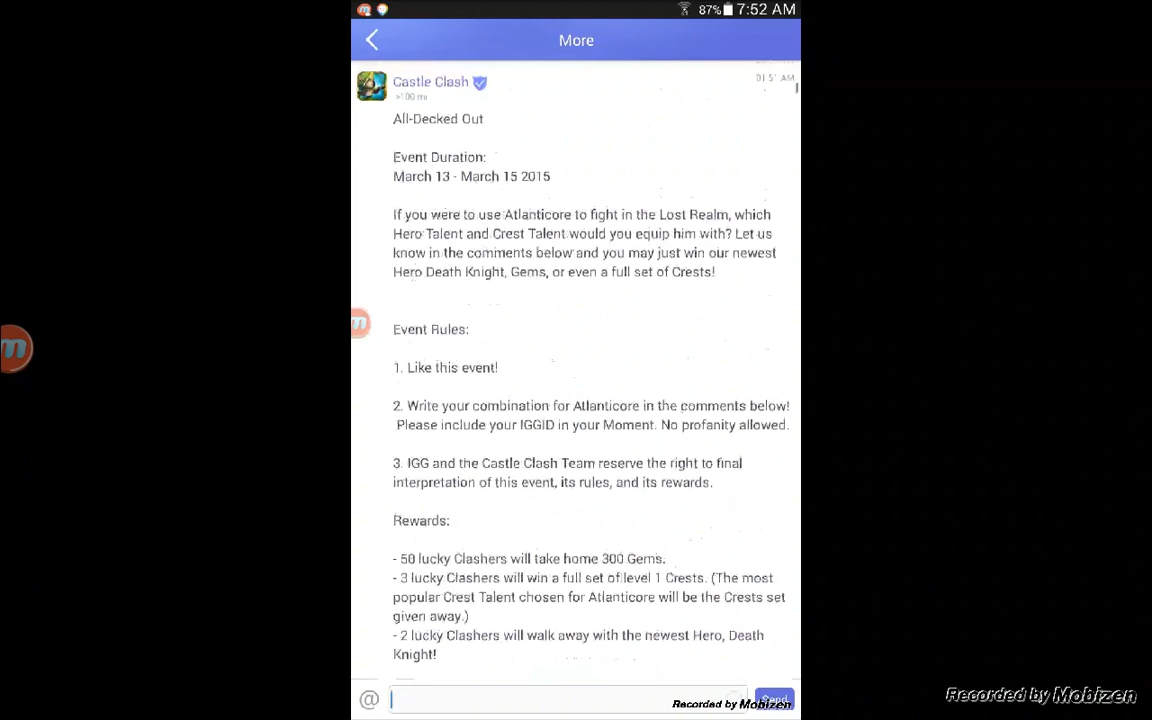 87% 7:52 AM
More
Castle Clash
01:51 AM
>100 mi
All-Decked Out
Event Duration:
March 13 - March 15 2015
If you were to use Atlanticore to fight in the Lost Realm, which
Hero Talent and Crest Talent would you equip him with? Let us
know in the comments below and you may just win our newest
Hero Death Knight, Gems, or even a full set of Crests!
Event Rules:
1. Like this event!
2. Write your combination for Atlanticore in the comments below!
Please include your IGGID in your Moment. No profanity allowed.
3. IGG and the Castle Clash Team reserve the right to final
interpretation of this event, its rules, and its rewards.
Rewards:
- 50 lucky Clashers will take home 300 Gems.
- 3 lucky Clashers will win a full set of level 1 Crests. (The most
popular Crest Talent chosen for Atlanticore will be the Crests set
given away.)
- 2 lucky Clashers will walk away with the newest Hero, Death
Knight!
@ Send
Recorded by Mobizen
Recorded by Mobizen